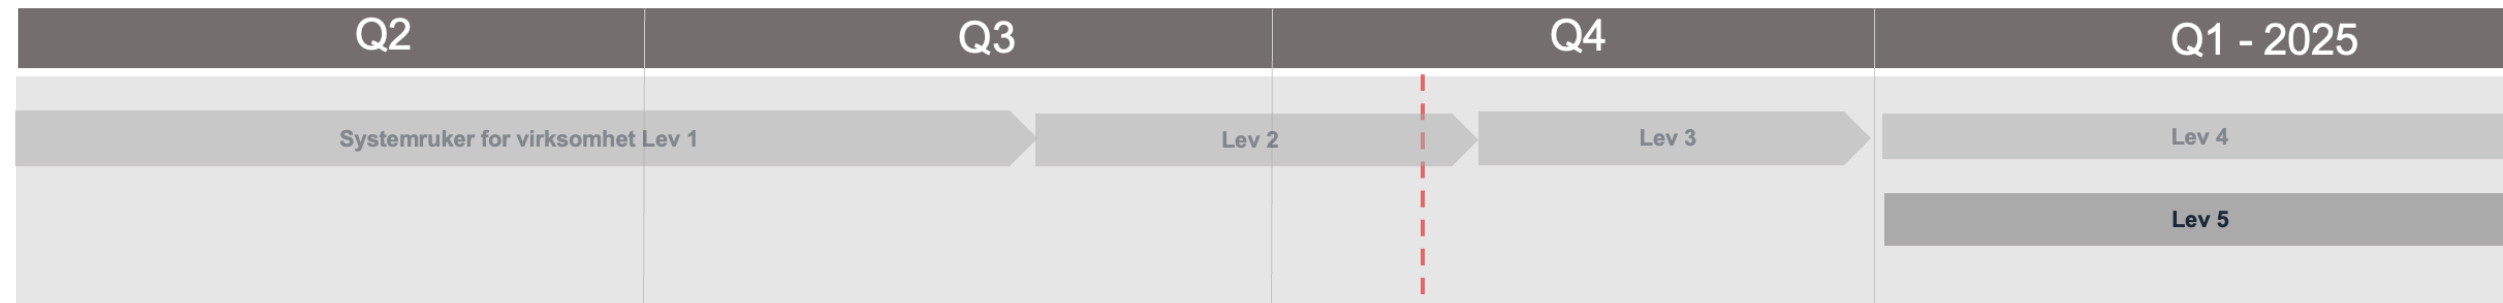 Q2
Q3
Q4
Q1 - 2025
Systemruker for virksomhet Lev 1
Lev 2
Lev 3
Lev 4
Lev 5